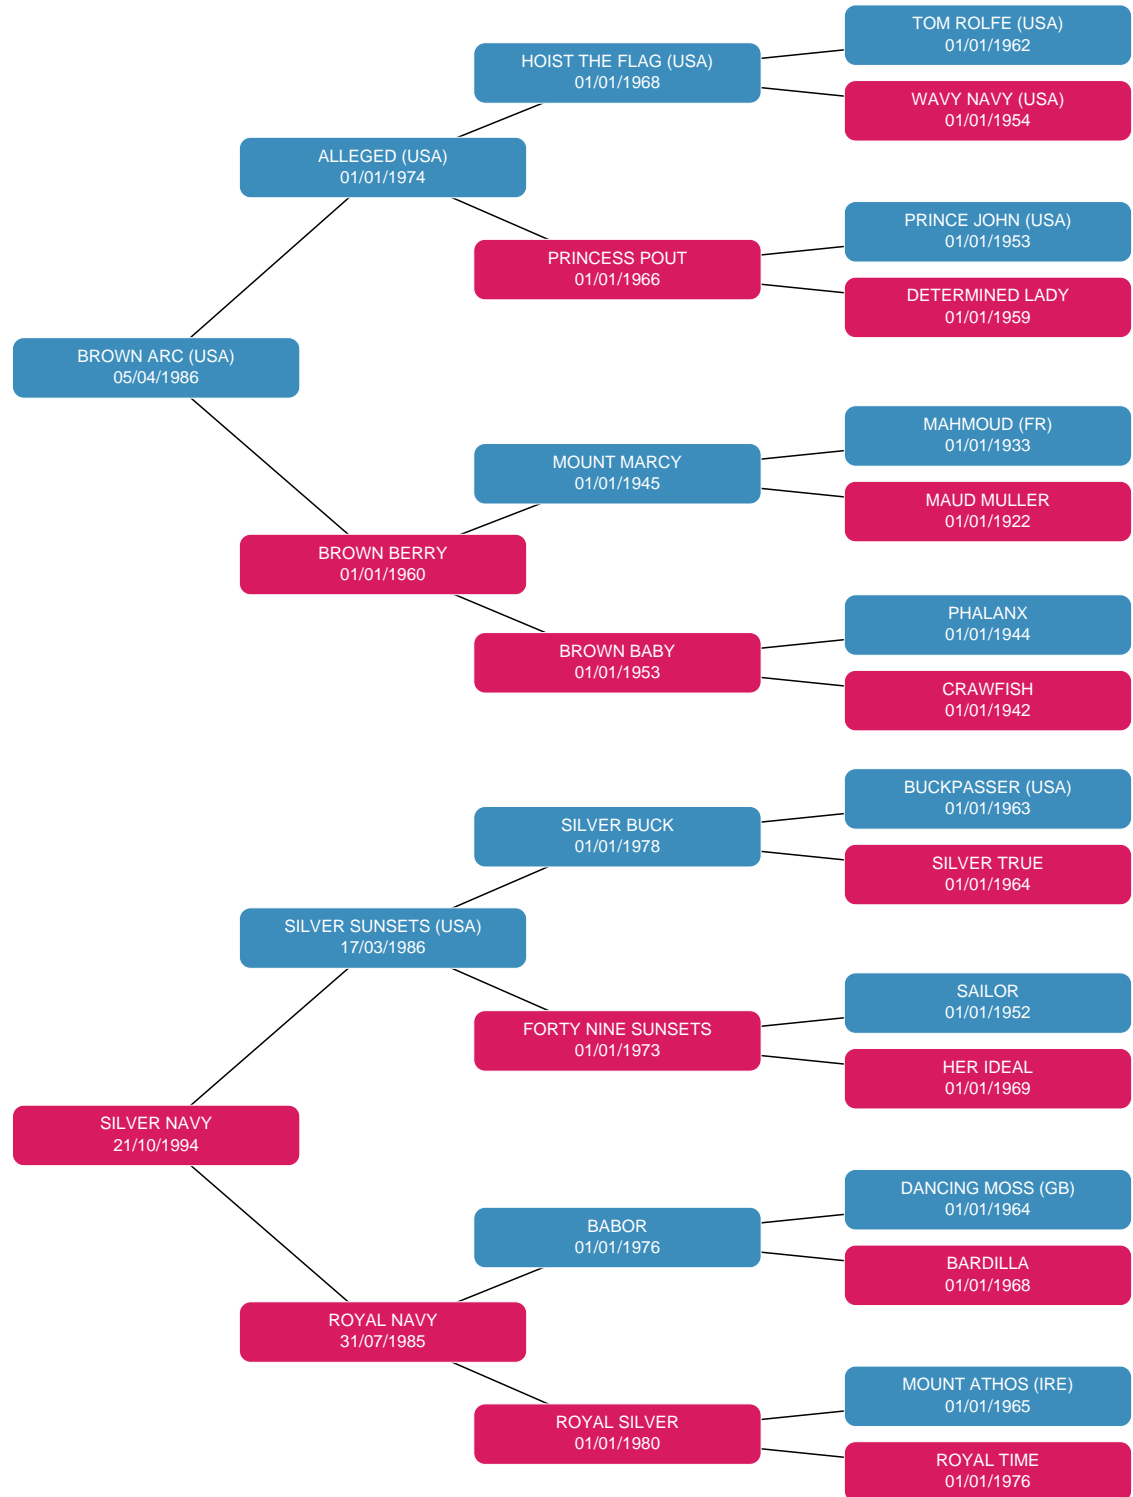 TOM ROLFE (USA)
01/01/1962
HOIST THE FLAG (USA)
01/01/1968
WAVY NAVY (USA)
01/01/1954
ALLEGED (USA)
01/01/1974
PRINCE JOHN (USA)
01/01/1953
PRINCESS POUT
01/01/1966
DETERMINED LADY
01/01/1959
BROWN ARC (USA)
05/04/1986
MAHMOUD (FR)
01/01/1933
MOUNT MARCY
01/01/1945
MAUD MULLER
01/01/1922
BROWN BERRY
01/01/1960
PHALANX
01/01/1944
BROWN BABY
01/01/1953
CRAWFISH
01/01/1942
BUCKPASSER (USA)
01/01/1963
SILVER BUCK
01/01/1978
SILVER TRUE
01/01/1964
SILVER SUNSETS (USA)
17/03/1986
SAILOR
01/01/1952
FORTY NINE SUNSETS
01/01/1973
HER IDEAL
01/01/1969
SILVER NAVY
21/10/1994
DANCING MOSS (GB)
01/01/1964
BABOR
01/01/1976
BARDILLA
01/01/1968
ROYAL NAVY
31/07/1985
MOUNT ATHOS (IRE)
01/01/1965
ROYAL SILVER
01/01/1980
ROYAL TIME
01/01/1976